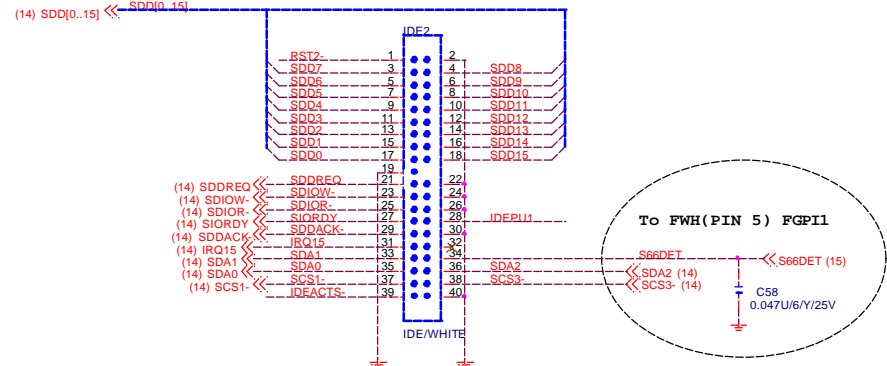 (14) SDD[0..15] SDD[0..15]
IDE2
RST2- 1 2
SDD7 3 4 SDD8
SDD6 5 6 SDD9
SDD5 7 8 SDD10
SDD4 9 10 SDD11
SDD3 11 12 SDD12
SDD2 13 14 SDD13
SDD1 15 16 SDD14
SDD0 17 18 SDD15
19
(14) SDDREQ SDDREQ 21 22
(14) SDIOW- SDIOW- 23 24
(14) SDIOR- SDIOR- 25 26
(14) SIORDY SIORDY 27 28 IDEPU1
(14) SDDACK- SDDACK- 29 30
(14) IRQ15 IRQ15 31 32
(14) SDA1 SDA1 33 34 S66DET S66DET (15)
(14) SDA0 SDA0 35 36 SDA2 SDA2 (14)
(14) SCS1- SCS1- 37 38 SCS3- SCS3- (14)
IDEACTS- 39 40
IDE/WHITE
To FWH(PIN 5) FGPI1
C58
0.047U/6/Y/25V